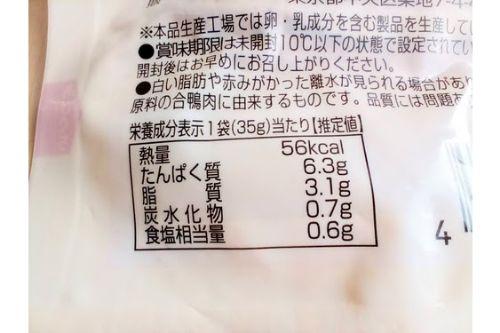 ※本品生産工場では卵・乳成分を含む製品を生産してい
●賞味期限は未開封10℃以下の状態で設定されてい
開封後はお早めにお召し上がりください。
●白い脂肪や赤みがかった離水が見られる場合があり
原料の合鴨肉に由来するものです。品質には問題あ
栄養成分表示1袋(35g)当たり[推定値]
熱量 56kcal
たんぱく質 6.3g
脂質 3.1g
炭水化物 0.7g
食塩相当量 0.6g
4